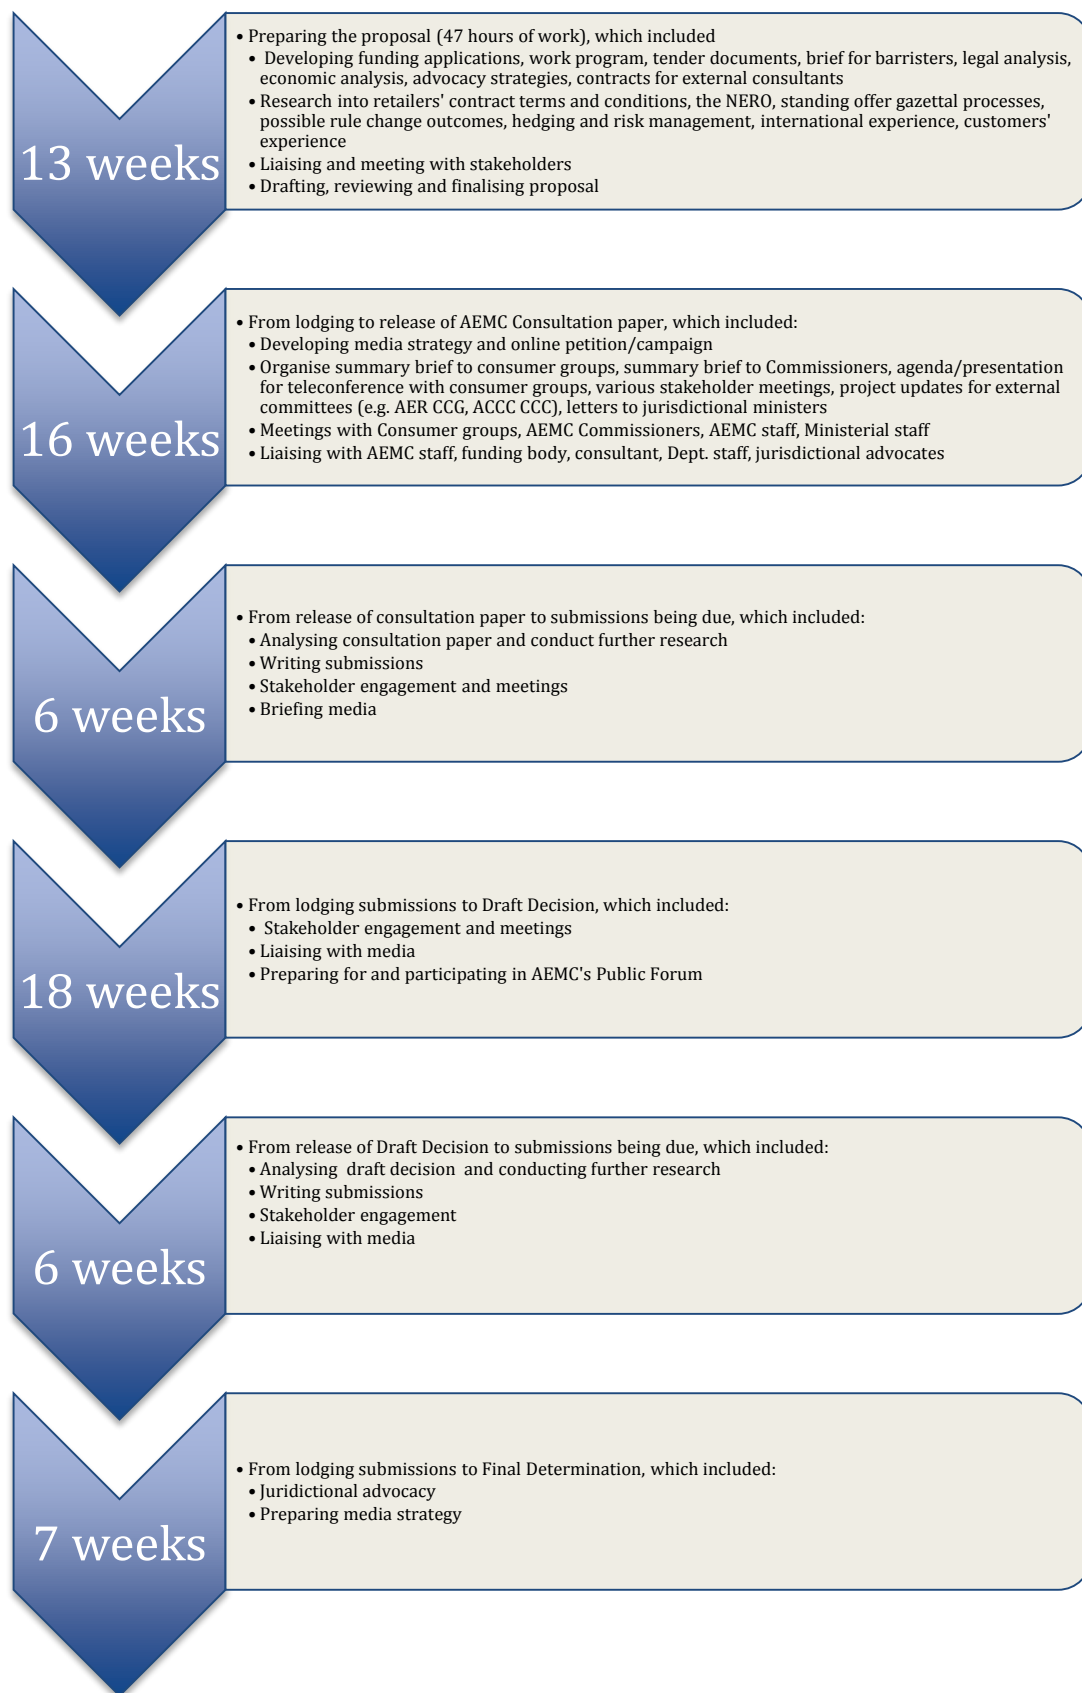 • Preparing the proposal (47 hours of work), which included
• Developing funding applications, work program, tender documents, brief for barristers, legal analysis,
economic analysis, advocacy strategies, contracts for external consultants
• Research into retailers' contract terms and conditions, the NERO, standing offer gazettal processes,
possible rule change outcomes, hedging and risk management, international experience, customers'
experience
• Liaising and meeting with stakeholders
• Drafting, reviewing and finalising proposal
13 weeks
• From lodging to release of AEMC Consultation paper, which included:
• Developing media strategy and online petition/campaign
• Organise summary brief to consumer groups, summary brief to Commissioners, agenda/presentation
for teleconference with consumer groups, various stakeholder meetings, project updates for external
committees (e.g. AER CCG, ACCC CCC), letters to jurisdictional ministers
• Meetings with Consumer groups, AEMC Commissioners, AEMC staff, Ministerial staff
• Liaising with AEMC staff, funding body, consultant, Dept. staff, jurisdictional advocates
16 weeks
• From release of consultation paper to submissions being due, which included:
• Analysing consultation paper and conduct further research
• Writing submissions
• Stakeholder engagement and meetings
• Briefing media
6 weeks
• From lodging submissions to Draft Decision, which included:
• Stakeholder engagement and meetings
• Liaising with media
• Preparing for and participating in AEMC's Public Forum
18 weeks
• From release of Draft Decision to submissions being due, which included:
• Analysing draft decision and conducting further research
• Writing submissions
• Stakeholder engagement
• Liaising with media
6 weeks
• From lodging submissions to Final Determination, which included:
• Juridictional advocacy
• Preparing media strategy
7 weeks